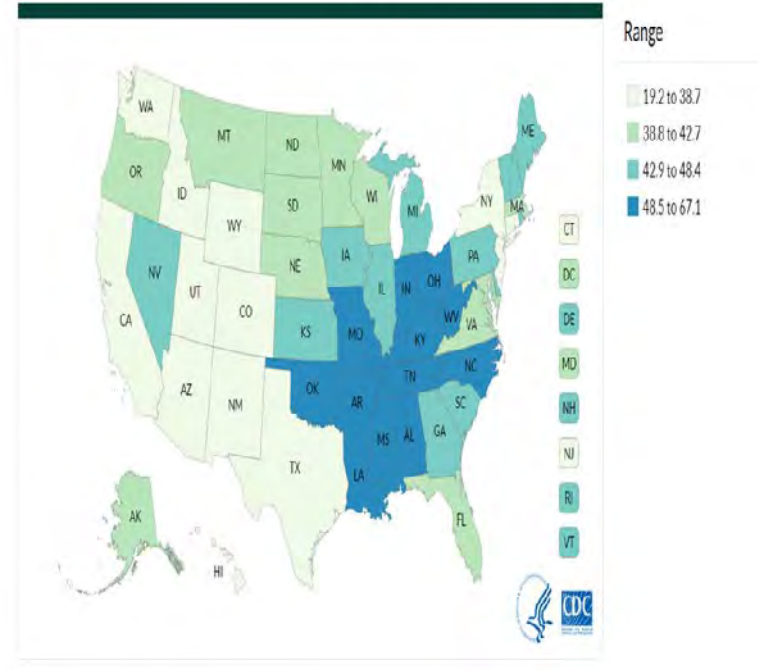 Range
19.2 to 38.7
38.8 to 42.7
42.9 to 48.4
48.5 to 67.1
WA
MT
ND
MN
ME
OR
ID
SD
WI
MI
NY
MA
WY
CT
NV
NE
IA
PA
DC
UT
CO
IL
IN
OH
CA
KS
MO
WV
VA
DE
KY
MD
AZ
NM
OK
AR
TN
NC
SC
NH
MS
AL
GA
TX
LA
NJ
RI
FL
AK
VT
HI
CDC